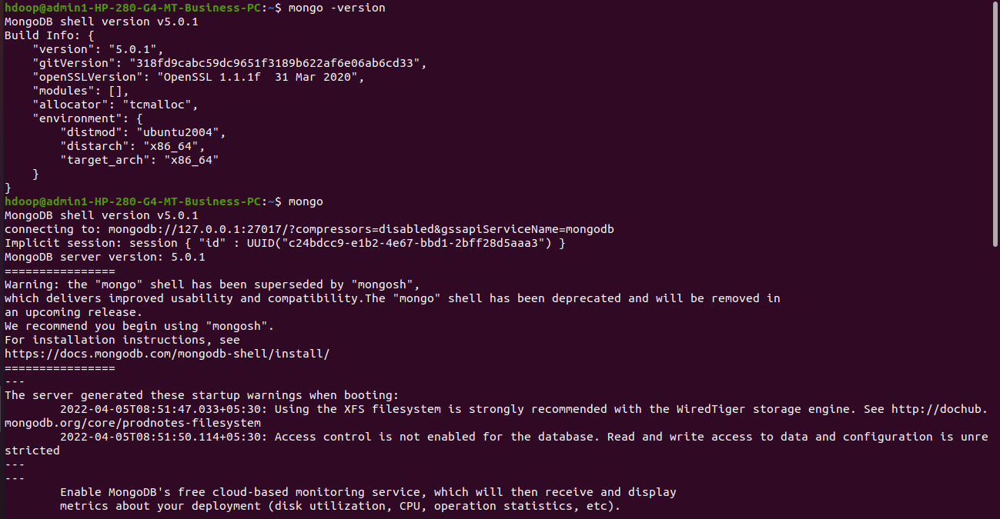 hdoop@admin1-HP-280-G4-MT-Business-PC:~$ mongo -version
MongoDB shell version v5.0.1
Build Info: {
    "version": "5.0.1",
    "gitVersion": "318fd9cabc59dc9651f3189b622af6e06ab6cd33",
    "openSSLVersion": "OpenSSL 1.1.1f  31 Mar 2020",
    "modules": [],
    "allocator": "tcmalloc",
    "environment": {
        "distmod": "ubuntu2004",
        "distarch": "x86_64",
        "target_arch": "x86_64"
    }
}
hdoop@admin1-HP-280-G4-MT-Business-PC:~$ mongo
MongoDB shell version v5.0.1
connecting to: mongodb://127.0.0.1:27017/?compressors=disabled&gssapiServiceName=mongodb
Implicit session: session { "id" : UUID("c24bdcc9-e1b2-4e67-bbd1-2bff28d5aaa3") }
MongoDB server version: 5.0.1
================
Warning: the "mongo" shell has been superseded by "mongosh",
which delivers improved usability and compatibility.The "mongo" shell has been deprecated and will be removed in
an upcoming release.
We recommend you begin using "mongosh".
For installation instructions, see
https://docs.mongodb.com/mongodb-shell/install/
================
---
The server generated these startup warnings when booting:
        2022-04-05T08:51:47.033+05:30: Using the XFS filesystem is strongly recommended with the WiredTiger storage engine. See http://dochub.
mongodb.org/core/prodnotes-filesystem
        2022-04-05T08:51:50.114+05:30: Access control is not enabled for the database. Read and write access to data and configuration is unre
stricted
---
---
        Enable MongoDB's free cloud-based monitoring service, which will then receive and display
        metrics about your deployment (disk utilization, CPU, operation statistics, etc).